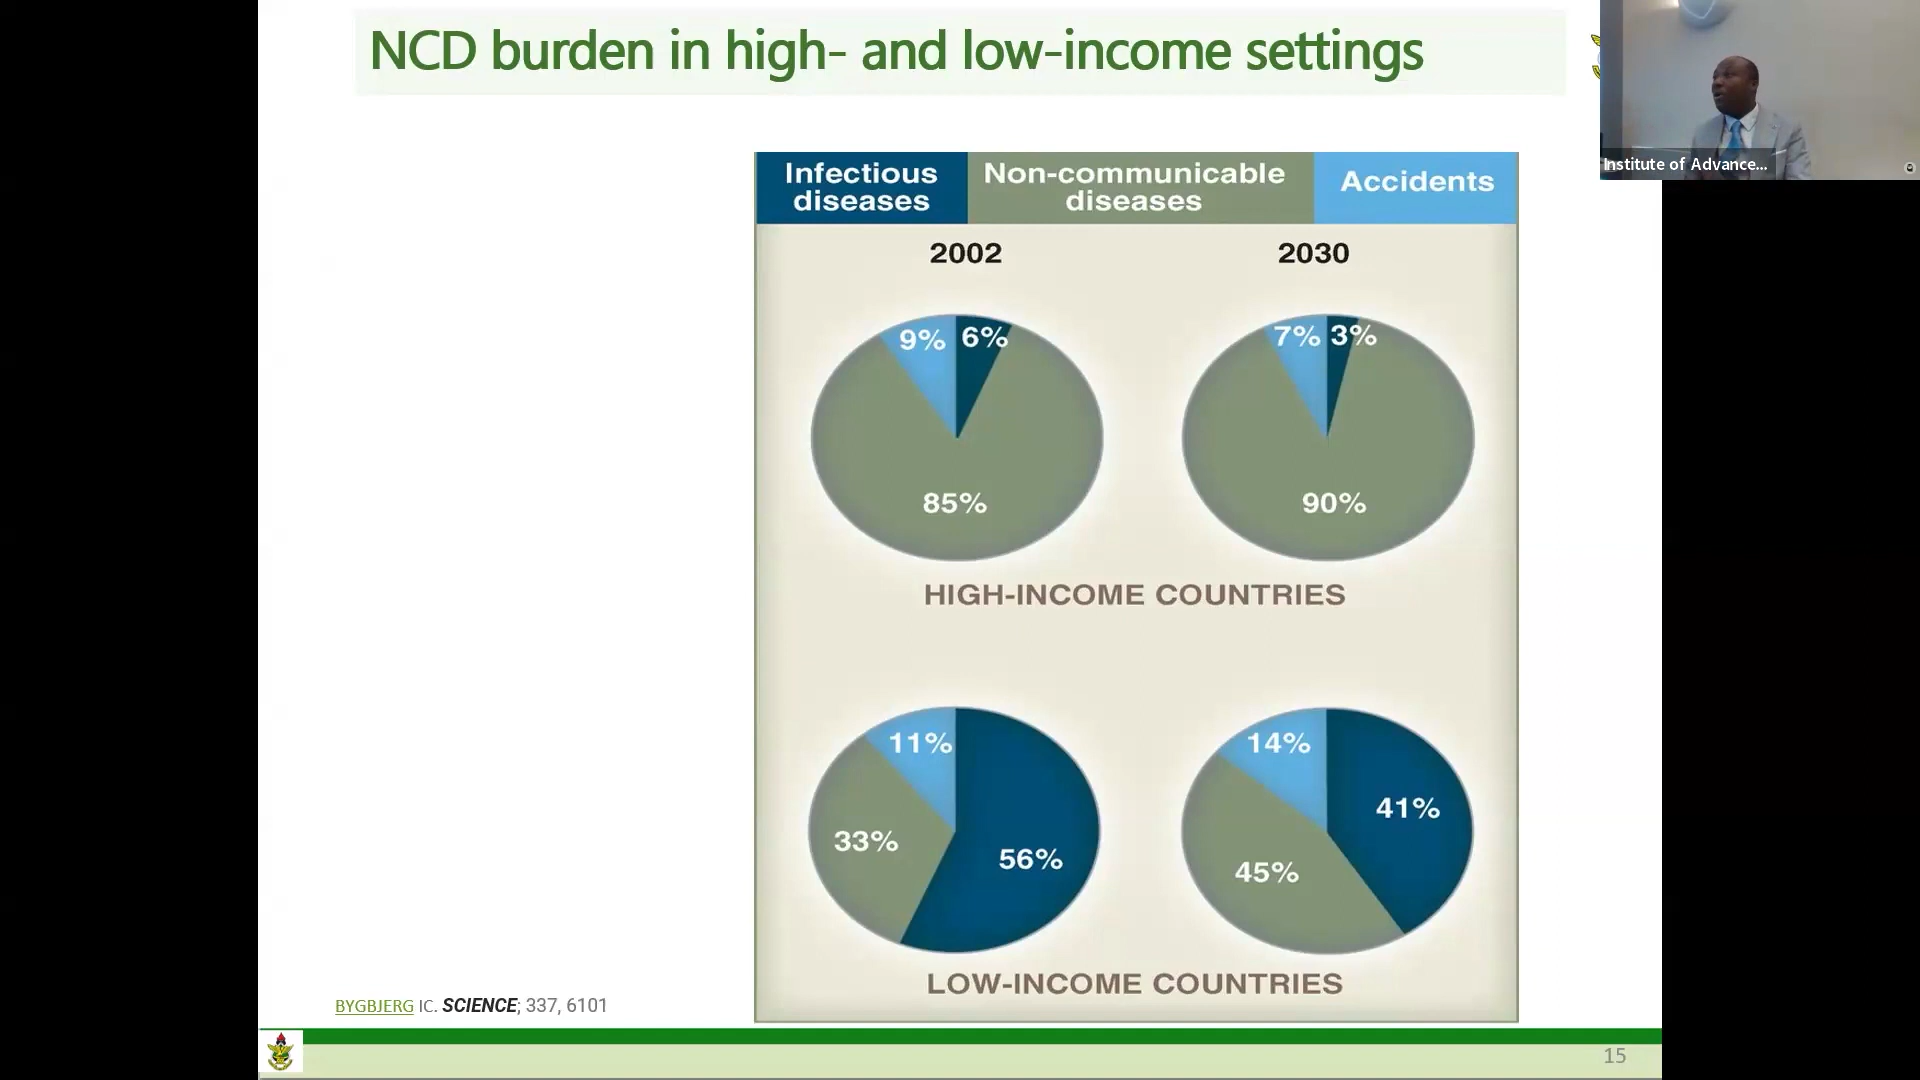 NCD burden in high- and low-income settings
Institute of Advance...
Infectious
diseases
Non-communicable
diseases
Accidents
2002
2030
9%
6%
85%
7%
3%
90%
HIGH-INCOME COUNTRIES
11%
33%
56%
14%
41%
45%
LOW-INCOME COUNTRIES
BYGBJERG IC. SCIENCE; 337, 6101
15